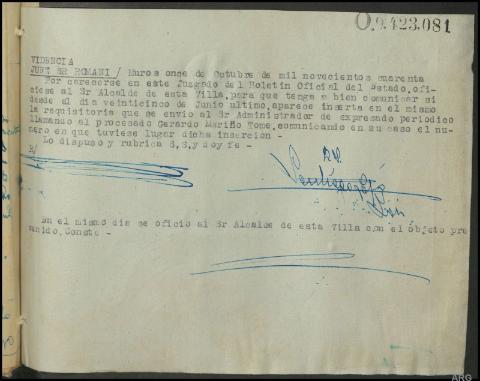 O.9.423.081
VIDENCIA
JUEZ SR ROMANI / Muros once de Octubre de mil novecientos cuarenta
Por carecerse en este Juzgado del Boletin Oficial del Estado, ofi-
ciese al Sr Alcalde de esta Villa, para que tenga a bien comunicar si
desde el dia veinticinco de Junio ultimo, aparece inserta en el mismo
la requisitoria que se envio al Sr Administrador de expresado periodico
llamando al procesado Gerardo Mariño Tome, comunicando en su caso el nu-
mero en que tuviese lugar dicha insercion -
Lo dispuso y rubrica S,S, y doy fe -
R/
En el mismo dia se oficio al Sr Alcalde de esta Villa con el objeto pre
venido, Conste -
ARG